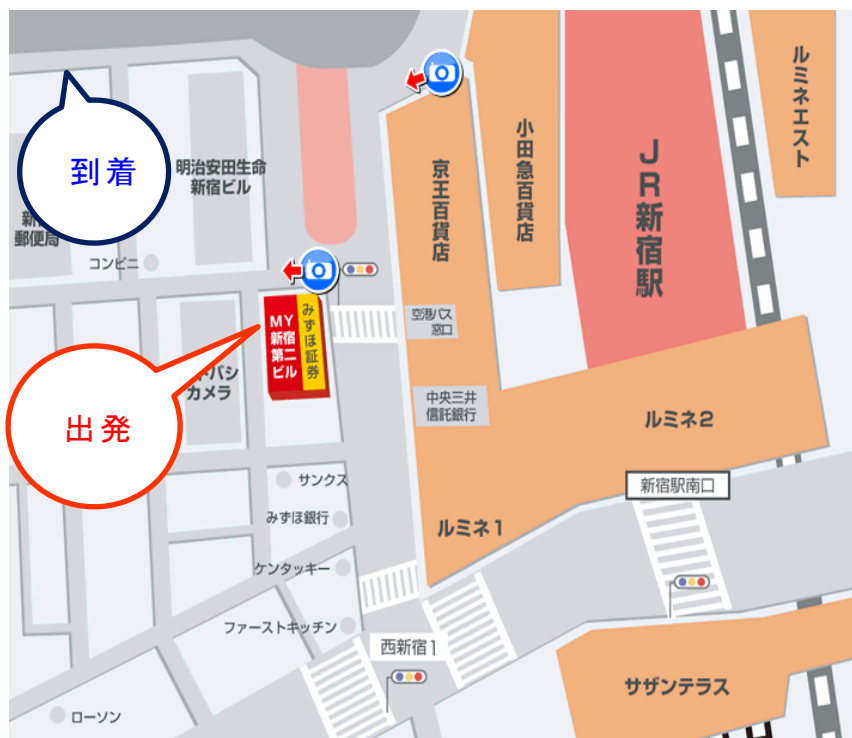 到着
明治安田生命
新宿ビル
郵便局
コンビニ
京王百貨店
小田急百貨店
JR新宿駅
ルミネエスト
MY
新宿
第二
ビル
みずほ証券
空港バス
窓口
カメラ
中央三井
信託銀行
出発
ルミネ2
サンクス
新宿駅南口
みずほ銀行
ルミネ1
ケンタッキー
ファーストキッチン
西新宿1
サザンテラス
ローソン